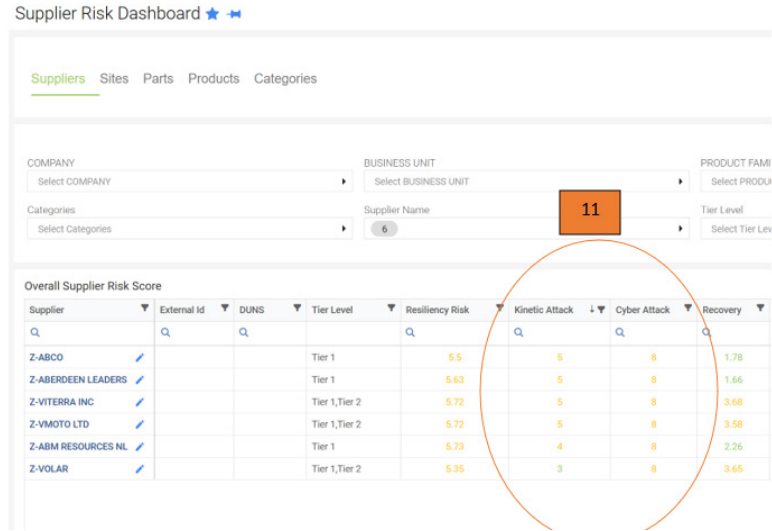 Supplier Risk Dashboard
Suppliers Sites Parts Products Categories
COMPANY BUSINESS UNIT PRODUCT FAMI
Select COMPANY Select BUSINESS UNIT Select PRODU
Categories Supplier Name Tier Level
Select Categories 6 Select Tier Lev
11
Overall Supplier Risk Score
Supplier External Id DUNS Tier Level Resiliency Risk Kinetic Attack Cyber Attack Recovery
Z-ABCO Tier 1 5.5 5 8 1.78
Z-ABERDEEN LEADERS Tier 1 5.63 5 8 1.66
Z-VITERRA INC Tier 1,Tier 2 5.72 5 8 3.68
Z-VMOTO LTD Tier 1,Tier 2 5.72 5 8 3.58
Z-ABM RESOURCES NL Tier 1 5.73 4 8 2.26
Z-VOLAR Tier 1,Tier 2 5.35 3 8 3.65